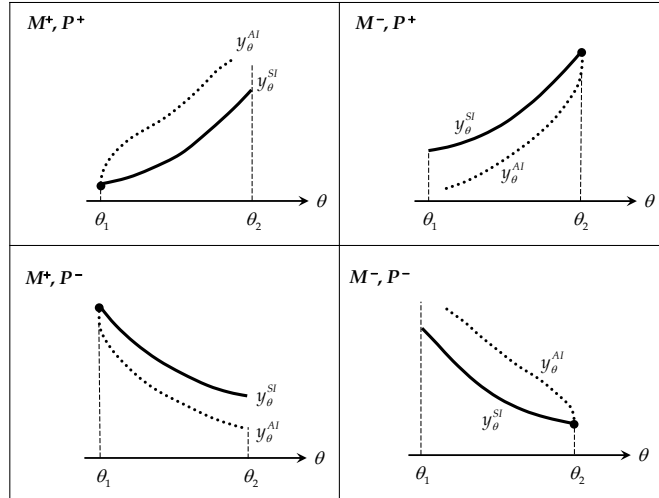 M⁺, P⁺
y_θ^AI
y_θ^SI
θ
θ₁
θ₂
M⁻, P⁺
y_θ^SI
y_θ^AI
θ
θ₁
θ₂
M⁺, P⁻
y_θ^SI
y_θ^AI
θ
θ₁
θ₂
M⁻, P⁻
y_θ^AI
y_θ^SI
θ
θ₁
θ₂